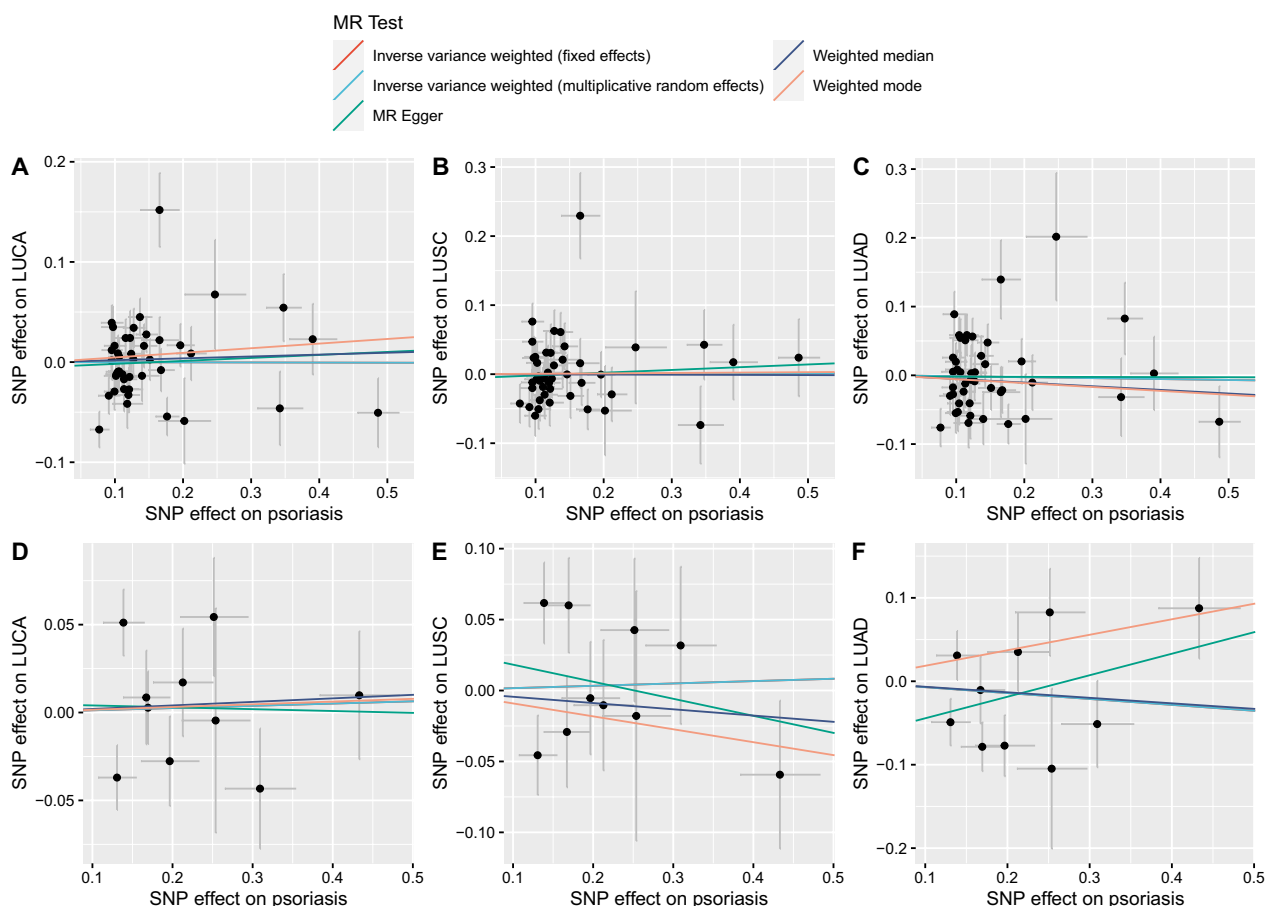 MR Test
Inverse variance weighted (fixed effects)
Inverse variance weighted (multiplicative random effects)
MR Egger
Weighted median
Weighted mode
A
SNP effect on LUCA
0.2
0.1
0.0
−0.1
0.1 0.2 0.3 0.4 0.5
SNP effect on psoriasis
B
SNP effect on LUSC
0.3
0.2
0.1
0.0
−0.1
0.1 0.2 0.3 0.4 0.5
SNP effect on psoriasis
C
SNP effect on LUAD
0.3
0.2
0.1
0.0
−0.1
0.1 0.2 0.3 0.4 0.5
SNP effect on psoriasis
D
SNP effect on LUCA
0.05
0.00
−0.05
0.1 0.2 0.3 0.4 0.5
SNP effect on psoriasis
E
SNP effect on LUSC
0.10
0.05
0.00
−0.05
−0.10
0.1 0.2 0.3 0.4 0.5
SNP effect on psoriasis
F
SNP effect on LUAD
0.1
0.0
−0.1
−0.2
0.1 0.2 0.3 0.4 0.5
SNP effect on psoriasis